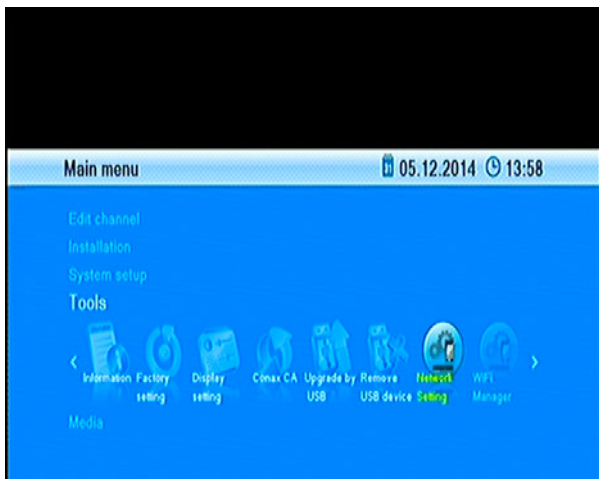 Main menu
31 05.12.2014 13:58
Edit channel
Installation
System setup
Tools
Information Factory setting Display setting Conax CA Upgrade by USB Remove USB device Network Setting WIFI Manager
Media